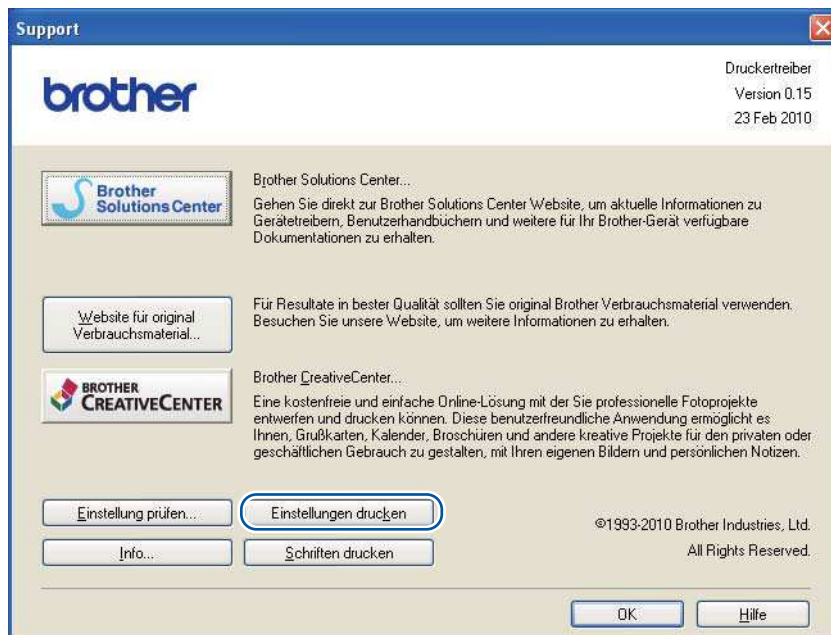 Support
brother
Druckertreiber
Version 0.15
23 Feb 2010
Brother
Solutions Center
Brother Solutions Center...
Gehen Sie direkt zur Brother Solutions Center Website, um aktuelle Informationen zu
Gerätetreibern, Benutzerhandbüchern und weitere für Ihr Brother-Gerät verfügbare
Dokumentationen zu erhalten.
Website für original
Verbrauchsmaterial...
Für Resultate in bester Qualität sollten Sie original Brother Verbrauchsmaterial verwenden.
Besuchen Sie unsere Website, um weitere Informationen zu erhalten.
BROTHER
CREATIVECENTER
Brother CreativeCenter...
Eine kostenfreie und einfache Online-Lösung mit der Sie professionelle Fotoprojekte
entwerfen und drucken können. Diese benutzerfreundliche Anwendung ermöglicht es
Ihnen, Grußkarten, Kalender, Broschüren und andere kreative Projekte für den privaten oder
geschäftlichen Gebrauch zu gestalten, mit Ihren eigenen Bildern und persönlichen Notizen.
Einstellung prüfen...
Einstellungen drucken
Info...
Schriften drucken
©1993-2010 Brother Industries, Ltd.
All Rights Reserved.
OK
Hilfe